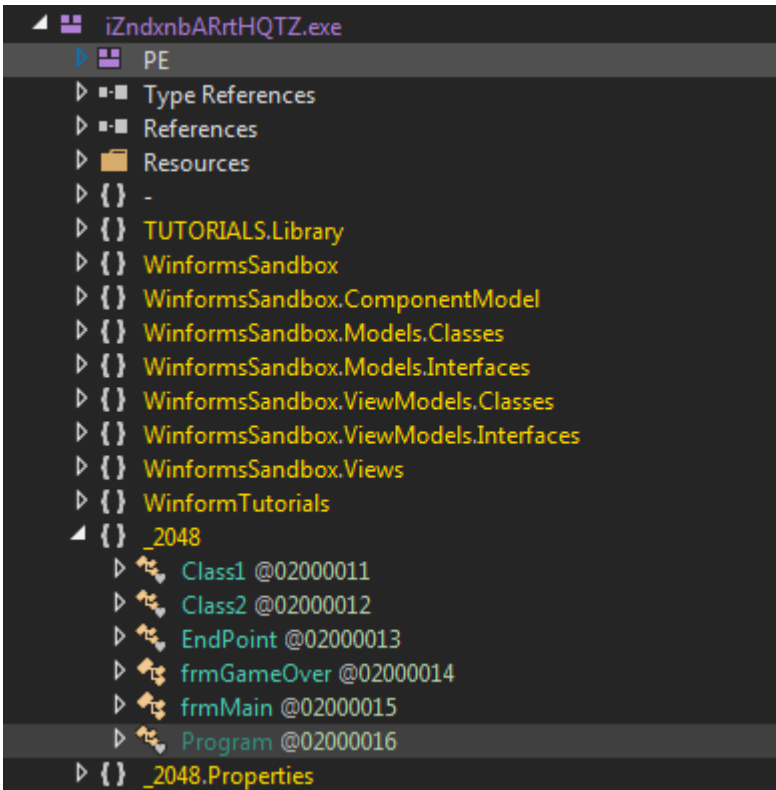 iZndxnbARrtHQTZ.exe
PE
Type References
References
Resources
{ } -
{ } TUTORIALS.Library
{ } WinformsSandbox
{ } WinformsSandbox.ComponentModel
{ } WinformsSandbox.Models.Classes
{ } WinformsSandbox.Models.Interfaces
{ } WinformsSandbox.ViewModels.Classes
{ } WinformsSandbox.ViewModels.Interfaces
{ } WinformsSandbox.Views
{ } WinformTutorials
{ } _2048
Class1 @02000011
Class2 @02000012
EndPoint @02000013
frmGameOver @02000014
frmMain @02000015
Program @02000016
{ } _2048.Properties